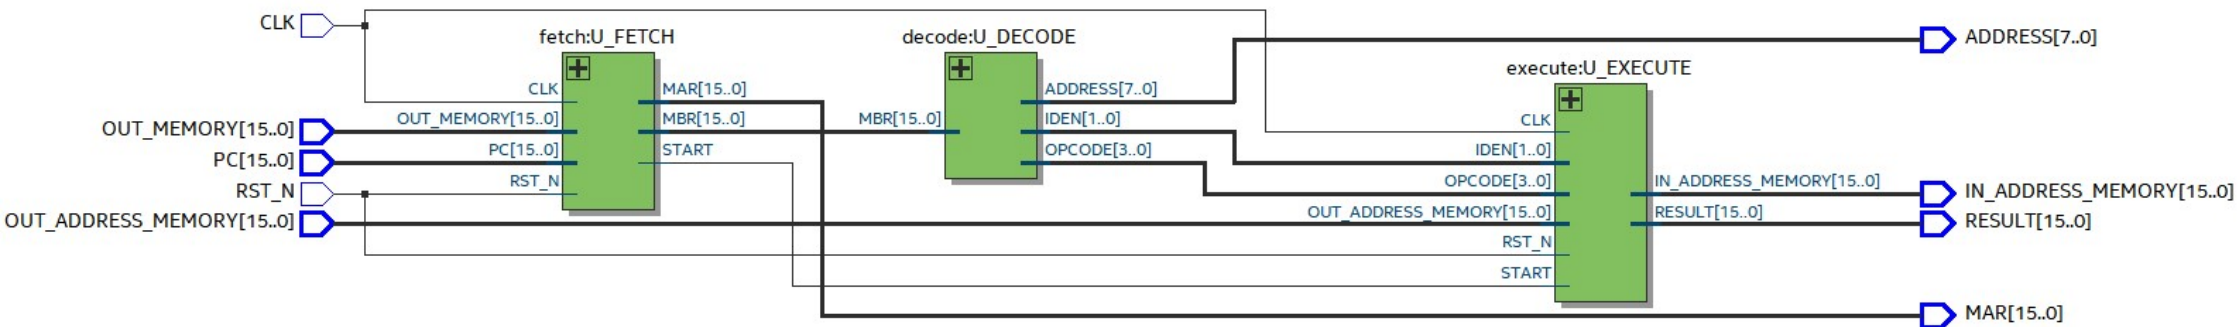 CLK
OUT_MEMORY[15..0]
PC[15..0]
RST_N
OUT_ADDRESS_MEMORY[15..0]
fetch:U_FETCH
CLK
OUT_MEMORY[15..0]
PC[15..0]
RST_N
MAR[15..0]
MBR[15..0]
START
decode:U_DECODE
MBR[15..0]
ADDRESS[7..0]
IDEN[1..0]
OPCODE[3..0]
execute:U_EXECUTE
CLK
IDEN[1..0]
OPCODE[3..0]
OUT_ADDRESS_MEMORY[15..0]
RST_N
START
IN_ADDRESS_MEMORY[15..0]
RESULT[15..0]
ADDRESS[7..0]
IN_ADDRESS_MEMORY[15..0]
RESULT[15..0]
MAR[15..0]